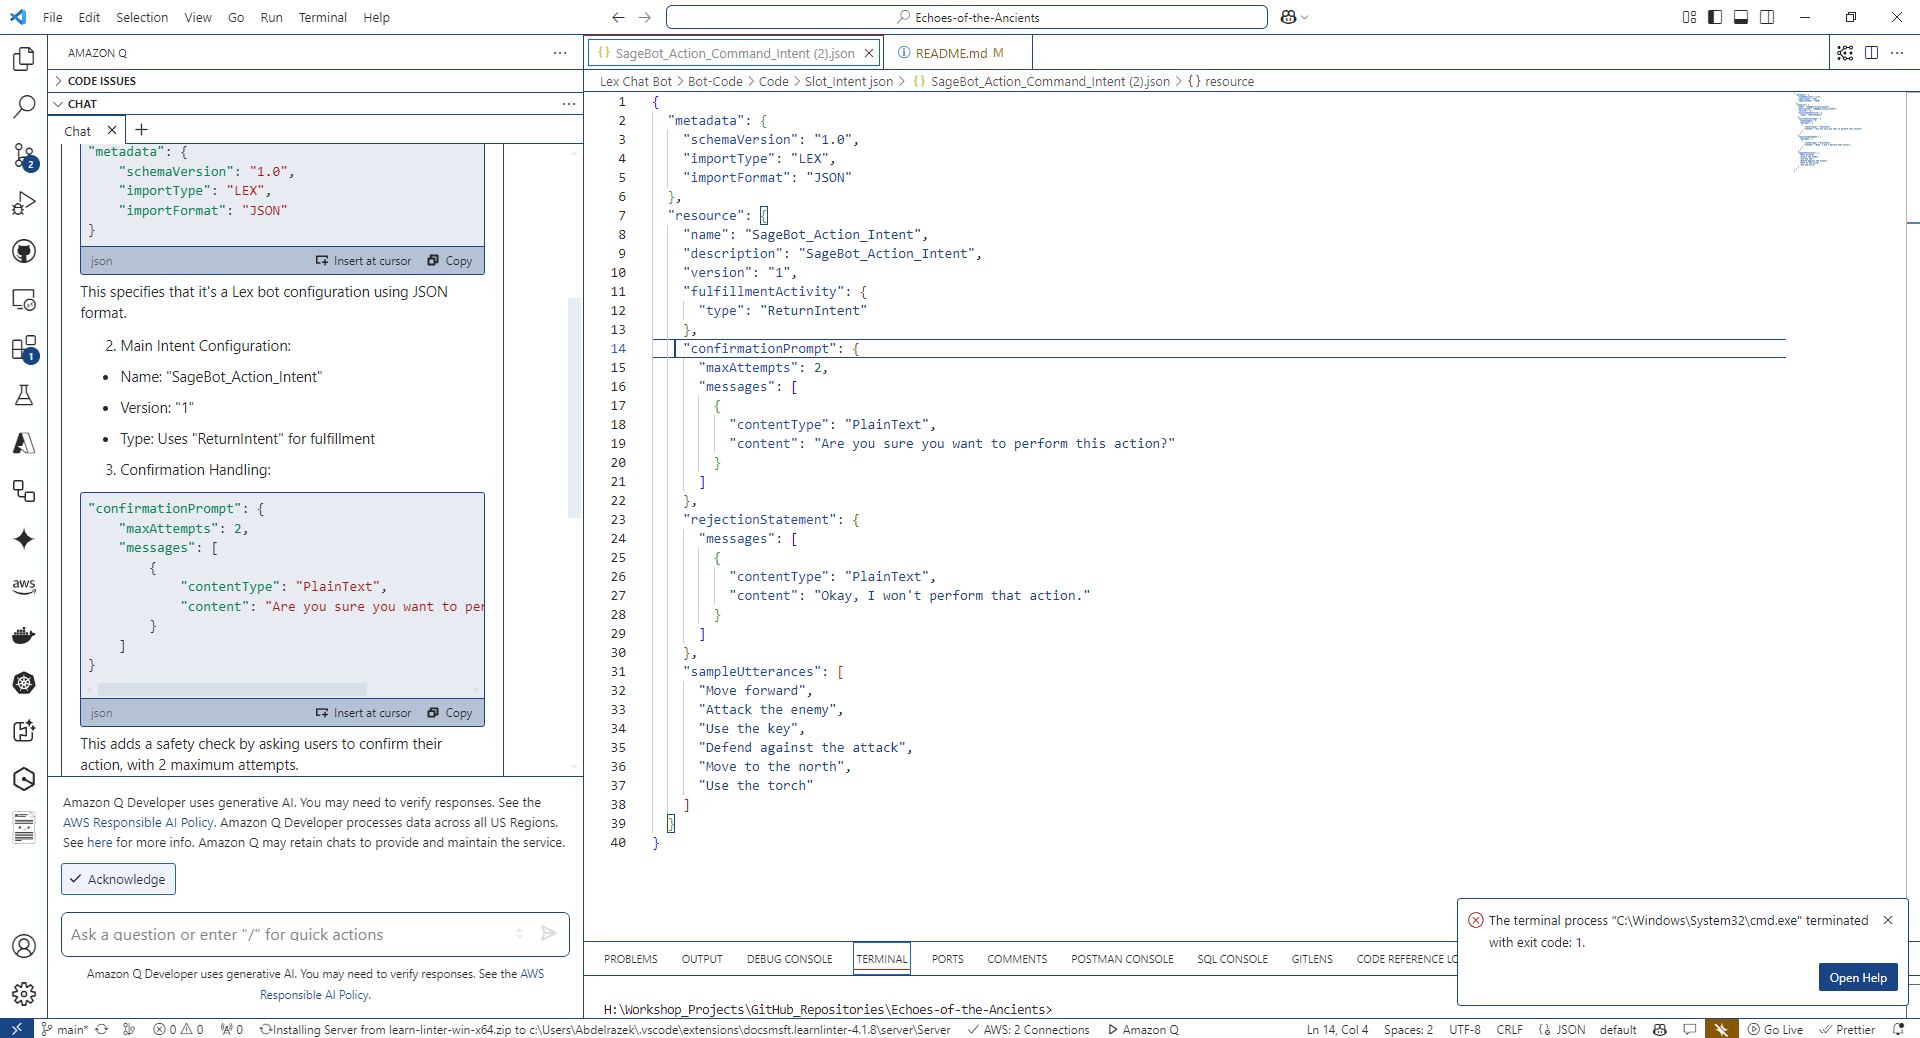 File Edit Selection View Go Run Terminal Help
Echoes-of-the-Ancients
AMAZON Q
CODE ISSUES
CHAT
Chat
"metadata": {
"schemaVersion": "1.0",
"importType": "LEX",
"importFormat": "JSON"
}
json Insert at cursor Copy
This specifies that it's a Lex bot configuration using JSON
format.
2. Main Intent Configuration:
• Name: "SageBot_Action_Intent"
• Version: "1"
• Type: Uses "ReturnIntent" for fulfillment
3. Confirmation Handling:
"confirmationPrompt": {
"maxAttempts": 2,
"messages": [
{
"contentType": "PlainText",
"content": "Are you sure you want to per
}
]
}
json Insert at cursor Copy
This adds a safety check by asking users to confirm their
action, with 2 maximum attempts.
Amazon Q Developer uses generative AI. You may need to verify responses. See the
AWS Responsible AI Policy. Amazon Q Developer processes data across all US Regions.
See here for more info. Amazon Q may retain chats to provide and maintain the service.
Acknowledge
Ask a question or enter "/" for quick actions
Amazon Q Developer uses generative AI. You may need to verify responses. See the AWS
Responsible AI Policy.
2
1
aws
SageBot_Action_Command_Intent (2).json README.md M
Lex Chat Bot > Bot-Code > Code > Slot_Intent json > {} SageBot_Action_Command_Intent (2).json > {} resource
1 {
2 "metadata": {
3 "schemaVersion": "1.0",
4 "importType": "LEX",
5 "importFormat": "JSON"
6 },
7 "resource": {
8 "name": "SageBot_Action_Intent",
9 "description": "SageBot_Action_Intent",
10 "version": "1",
11 "fulfillmentActivity": {
12 "type": "ReturnIntent"
13 },
14 "confirmationPrompt": {
15 "maxAttempts": 2,
16 "messages": [
17 {
18 "contentType": "PlainText",
19 "content": "Are you sure you want to perform this action?"
20 }
21 ]
22 },
23 "rejectionStatement": {
24 "messages": [
25 {
26 "contentType": "PlainText",
27 "content": "Okay, I won't perform that action."
28 }
29 ]
30 },
31 "sampleUtterances": [
32 "Move forward",
33 "Attack the enemy",
34 "Use the key",
35 "Defend against the attack",
36 "Move to the north",
37 "Use the torch"
38 ]
39 }
40 }
The terminal process "C:\Windows\System32\cmd.exe" terminated
with exit code: 1.
Open Help
PROBLEMS OUTPUT DEBUG CONSOLE TERMINAL PORTS COMMENTS POSTMAN CONSOLE SQL CONSOLE GITLENS CODE REFERENCE LO
H:\Workshop_Projects\GitHub_Repositories\Echoes-of-the-Ancients>
main* 0 0 0 Installing Server from learn-linter-win-x64.zip to c:\Users\Abdelrazek\.vscode\extensions\docsmsft.learnlinter-4.1.8\server\Server AWS: 2 Connections Amazon Q Ln 14, Col 4 Spaces: 2 UTF-8 CRLF JSON default Go Live Prettier